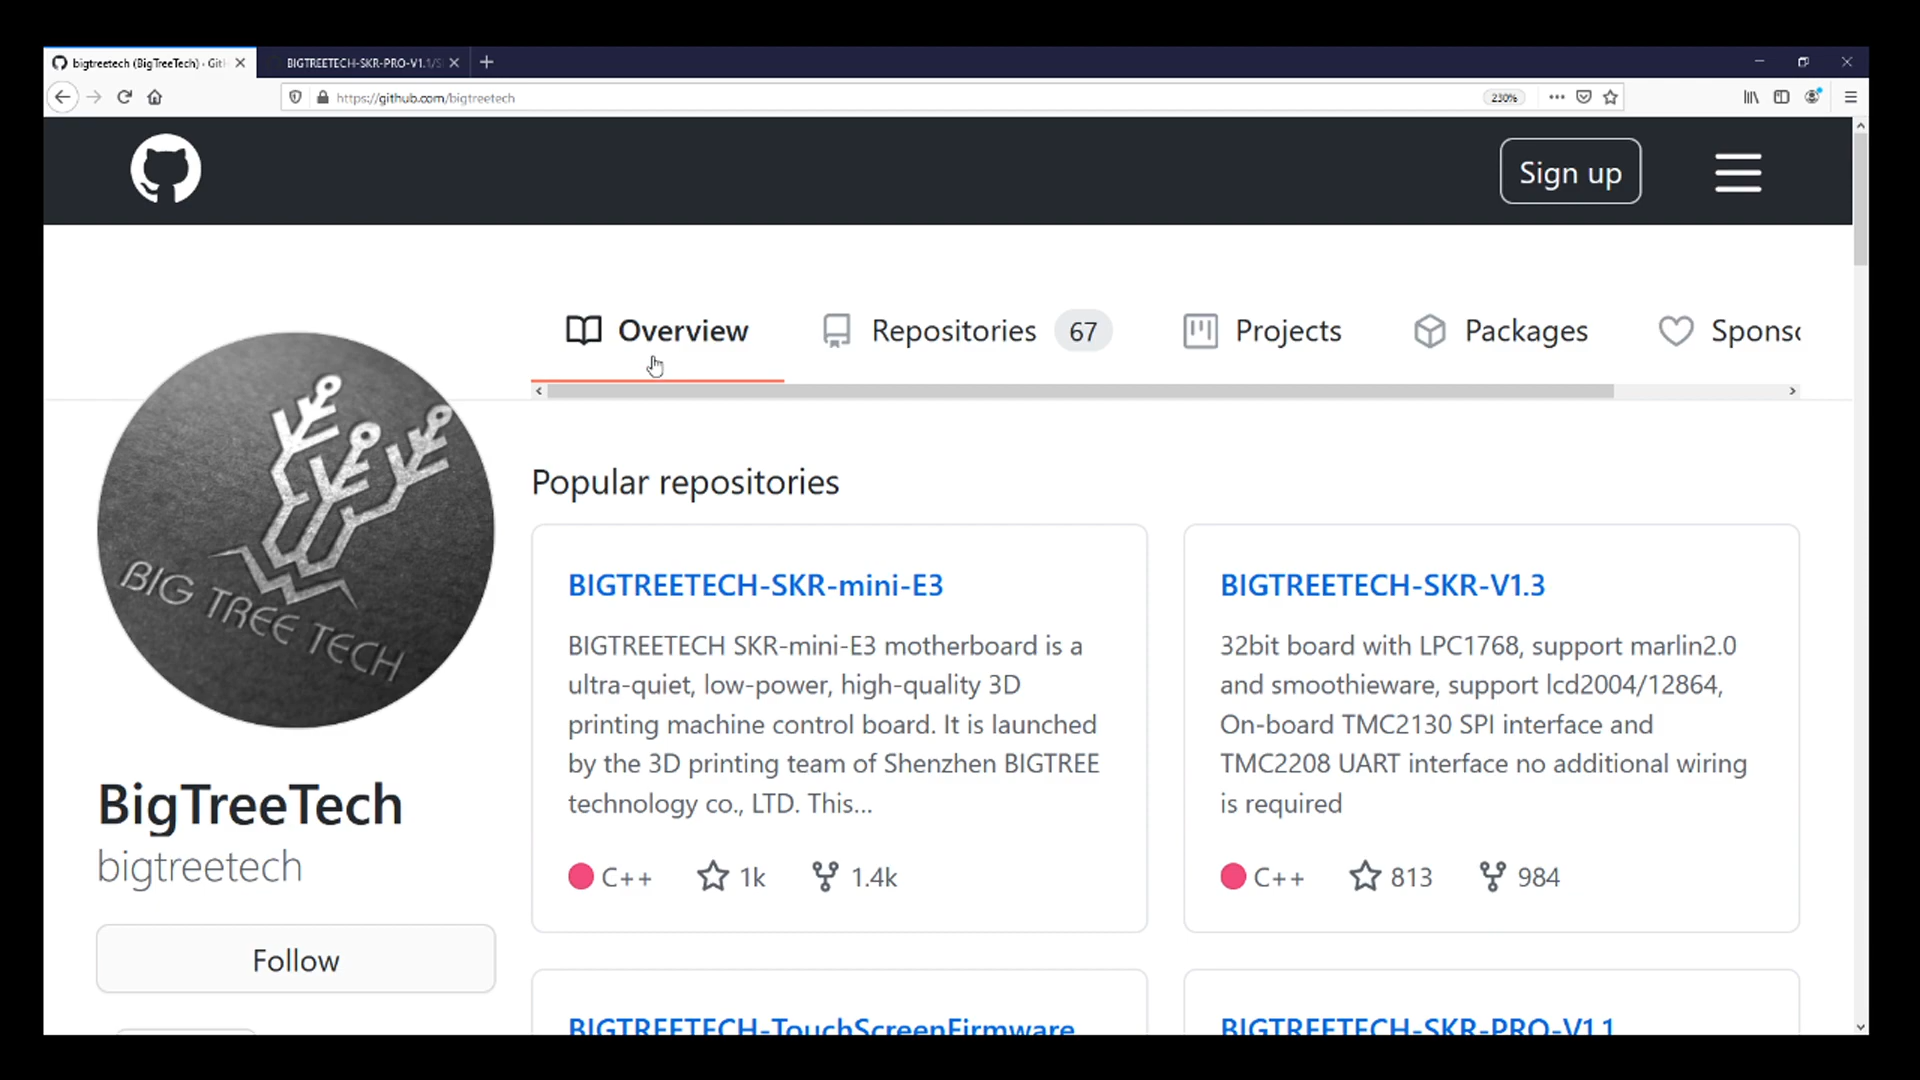 bigtreetech (BigTreeTech) · Git
BIGTREETECH-SKR-PRO-V1.1/S
https://github.com/bigtreetech
230%
Sign up
Overview
Repositories 67
Projects
Packages
Sponso
BIG TREE TECH
BigTreeTech
bigtreetech
Follow
Popular repositories
BIGTREETECH-SKR-mini-E3
BIGTREETECH SKR-mini-E3 motherboard is a
ultra-quiet, low-power, high-quality 3D
printing machine control board. It is launched
by the 3D printing team of Shenzhen BIGTREE
technology co., LTD. This...
C++ 1k 1.4k
BIGTREETECH-SKR-V1.3
32bit board with LPC1768, support marlin2.0
and smoothieware, support lcd2004/12864,
On-board TMC2130 SPI interface and
TMC2208 UART interface no additional wiring
is required
C++ 813 984
BIGTREETECH-TouchScreenFirmware
BIGTREETECH-SKR-PRO-V1.1